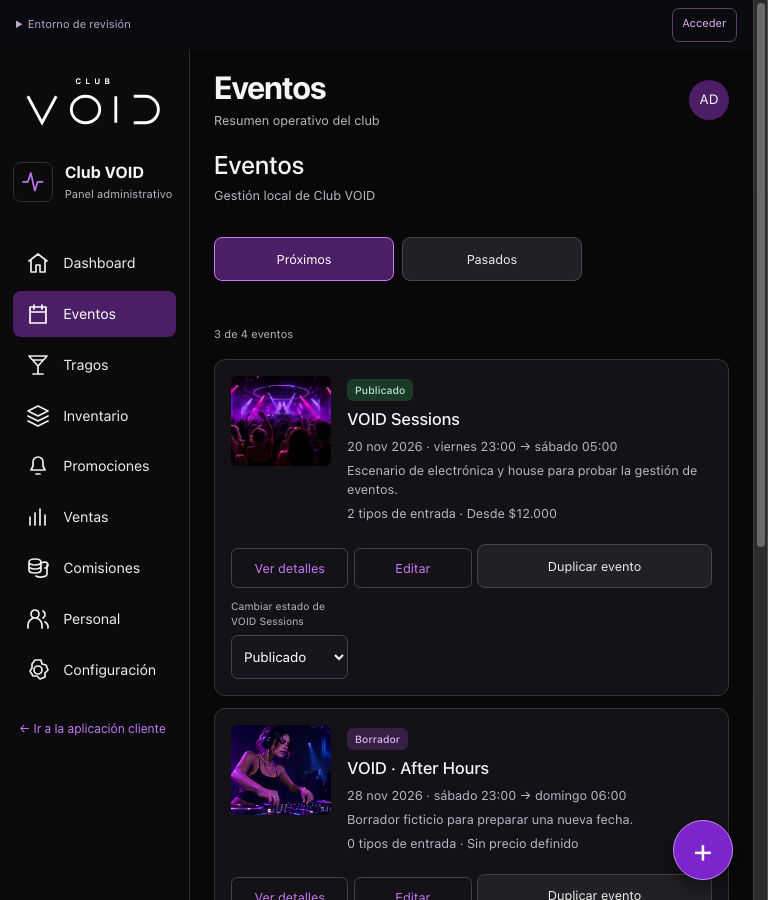 ▶ Entorno de revisión
Acceder
CLUB
VOID
Club VOID
Panel administrativo
Dashboard
Eventos
Tragos
Inventario
Promociones
Ventas
Comisiones
Personal
Configuración
← Ir a la aplicación cliente
Eventos
Resumen operativo del club
AD
Eventos
Gestión local de Club VOID
Próximos
Pasados
3 de 4 eventos
Publicado
VOID Sessions
20 nov 2026 · viernes 23:00 → sábado 05:00
Escenario de electrónica y house para probar la gestión de
eventos.
2 tipos de entrada · Desde $12.000
Ver detalles
Editar
Duplicar evento
Cambiar estado de
VOID Sessions
Publicado
Borrador
VOID · After Hours
28 nov 2026 · sábado 23:00 → domingo 06:00
Borrador ficticio para preparar una nueva fecha.
0 tipos de entrada · Sin precio definido
+
Ver detalles
Editar
Duplicar evento